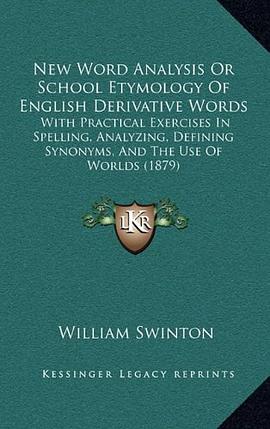 New Word Analysis Or
School Etymology Of
English Derivative Words
With Practical Exercises In
Spelling, Analyzing, Defining
Synonyms, And The Use Of
Worlds (1879)
LKR
William Swinton
Kessinger Legacy Reprints